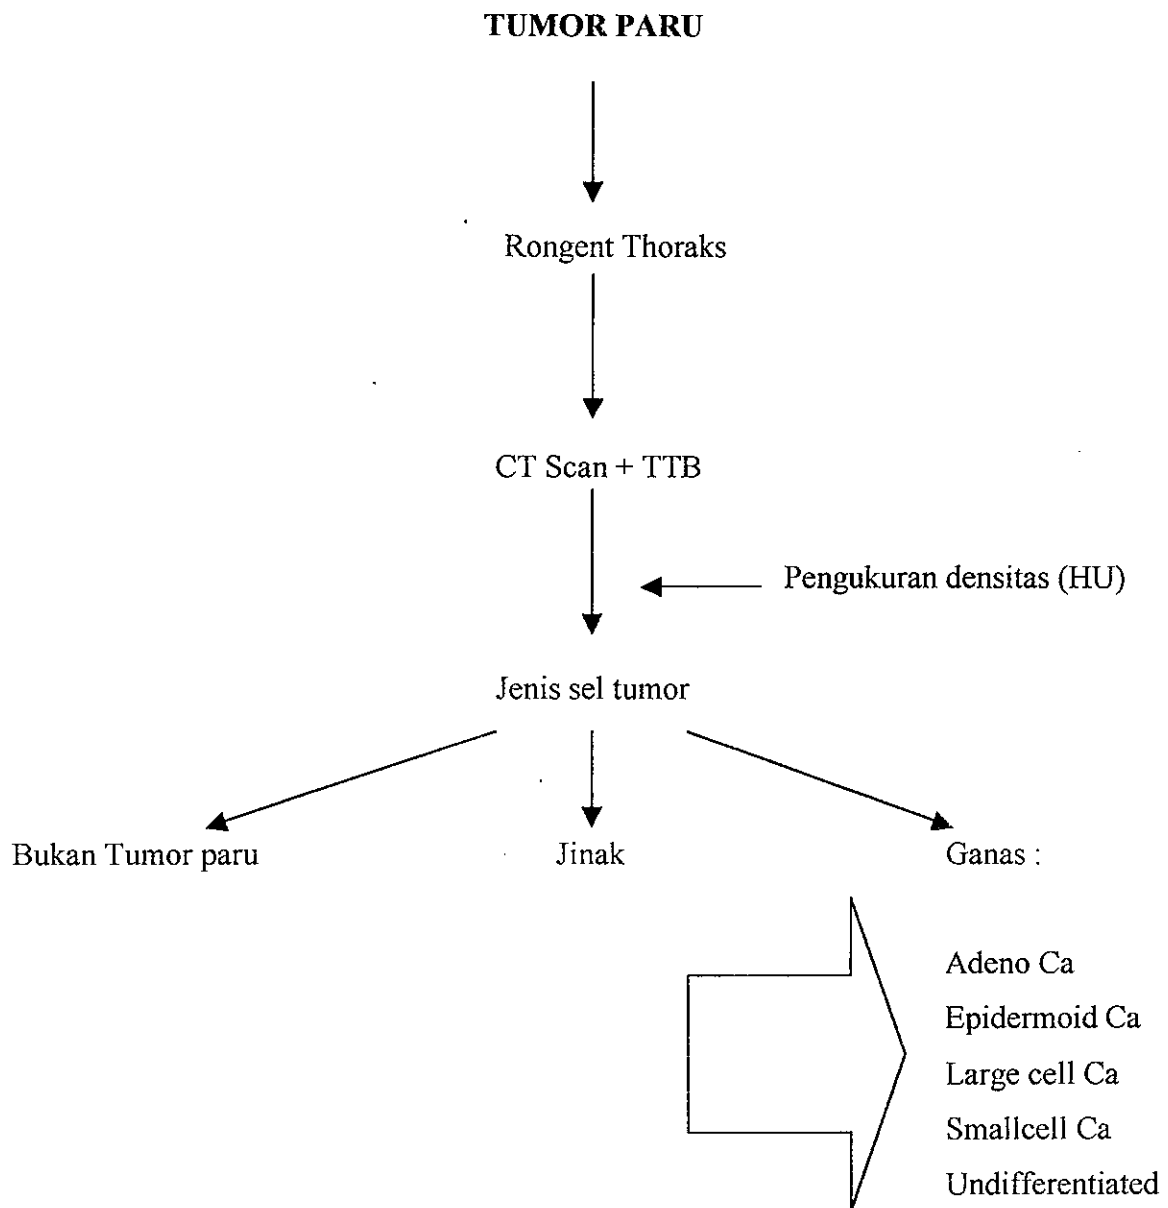 TUMOR PARU
Rongent Thoraks
CT Scan + TTB
Pengukuran densitas (HU)
Jenis sel tumor
Bukan Tumor paru
Jinak
Ganas :
Adeno Ca
Epidermoid Ca
Large cell Ca
Smallcell Ca
Undifferentiated